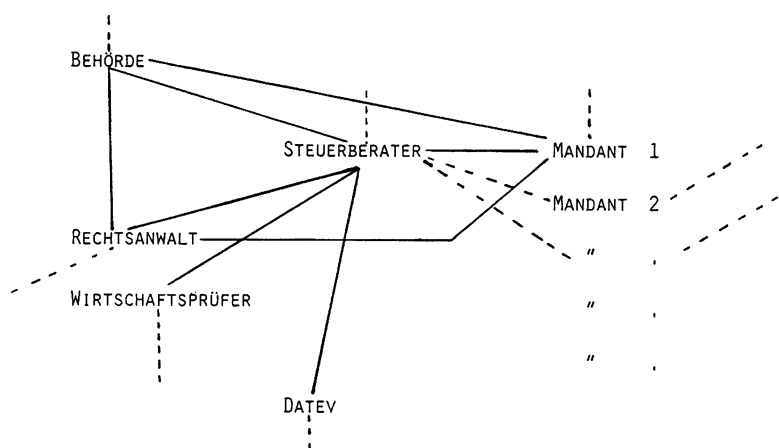 BEHÖRDE
STEUERBERATER MANDANT 1
MANDANT 2
RECHTSANWALT
" .
WIRTSCHAFTSPRÜFER
" .
" .
DATEV